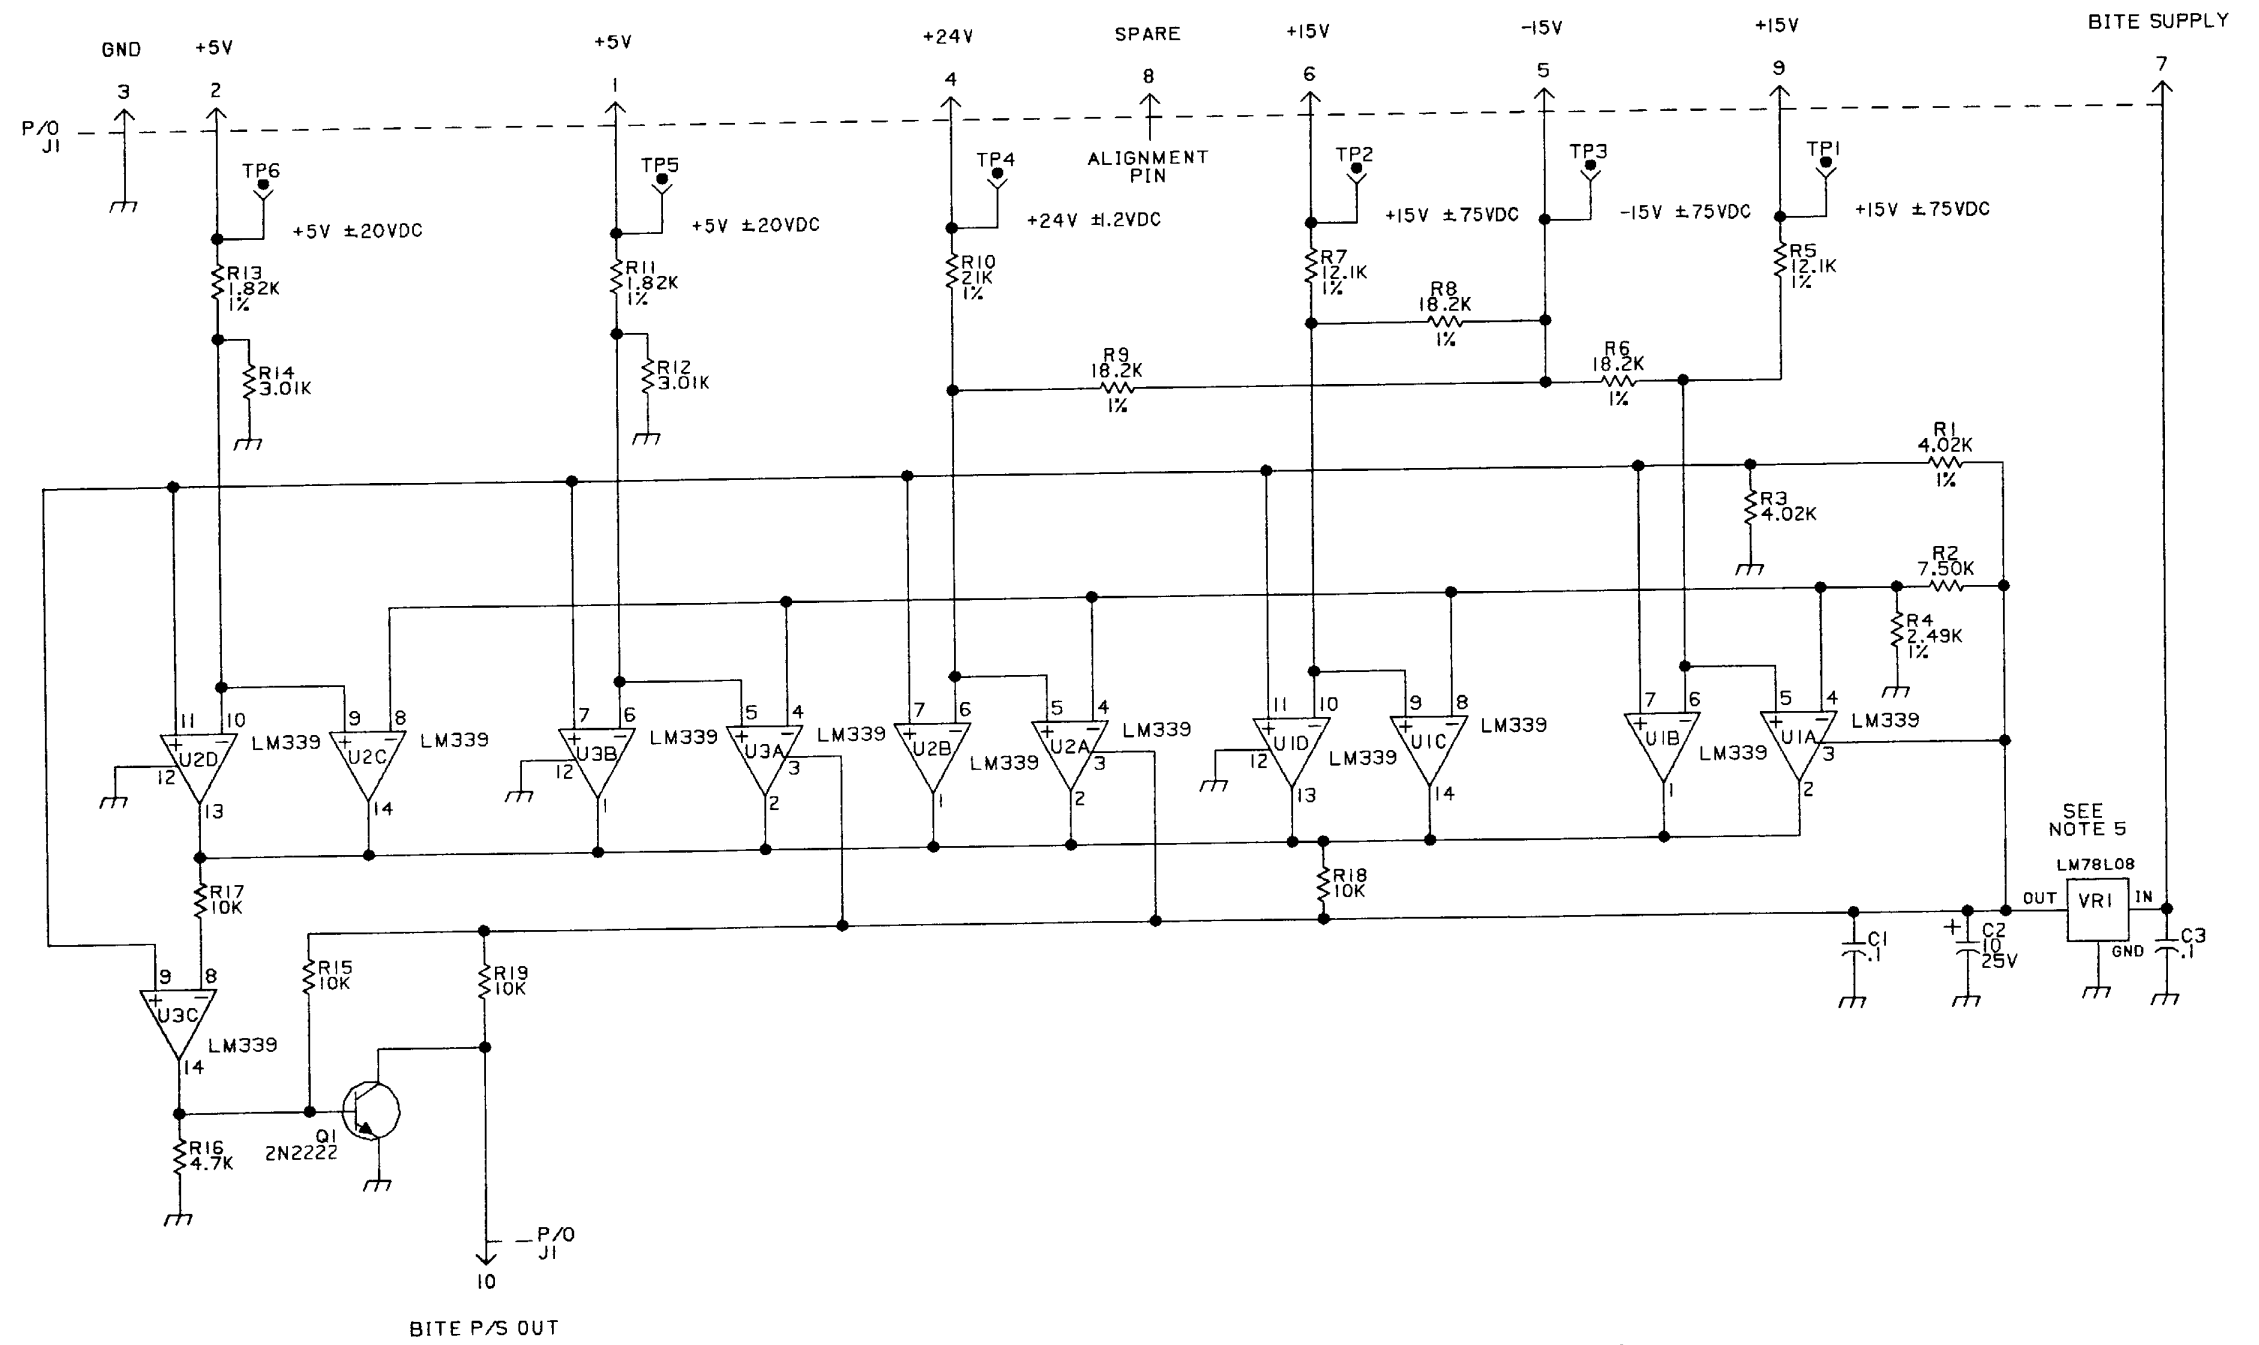 GND
+5V
+5V
+24V
SPARE
+15V
-15V
+15V
BITE SUPPLY
3
2
1
4
8
6
5
9
7
P/O
J1
TP6
TP5
TP4
ALIGNMENT
PIN
TP2
TP3
TP1
+5V ±.20VDC
+5V ±.20VDC
+24V ±1.2VDC
+15V ±.75VDC
-15V ±.75VDC
+15V ±.75VDC
R13
1.82K
1%
R11
1.82K
1%
R10
21K
1%
R7
12.1K
1%
R5
12.1K
1%
R8
18.2K
1%
R9
18.2K
1%
R6
18.2K
1%
R14
3.01K
R12
3.01K
R1
4.02K
1%
R3
4.02K
R2
7.50K
R4
2.49K
1%
11
10
+
-
U2D
12
13
LM339
9
8
+
-
U2C
14
LM339
7
6
+
-
U3B
12
1
LM339
5
4
+
-
U3A
3
2
LM339
7
6
+
-
U2B
1
LM339
5
4
+
-
U2A
3
2
LM339
11
10
+
-
U1D
12
13
LM339
9
8
+
-
U1C
14
LM339
7
6
+
-
U1B
1
LM339
5
4
+
-
U1A
3
2
LM339
SEE
NOTE 5
LM78L08
OUT
VR1
IN
GND
R17
10K
R18
10K
C1
.1
+
C2
10
25V
C3
.1
9
8
+
-
U3C
14
LM339
R15
10K
R19
10K
Q1
2N2222
R16
4.7K
P/O
J1
10
BITE P/S OUT